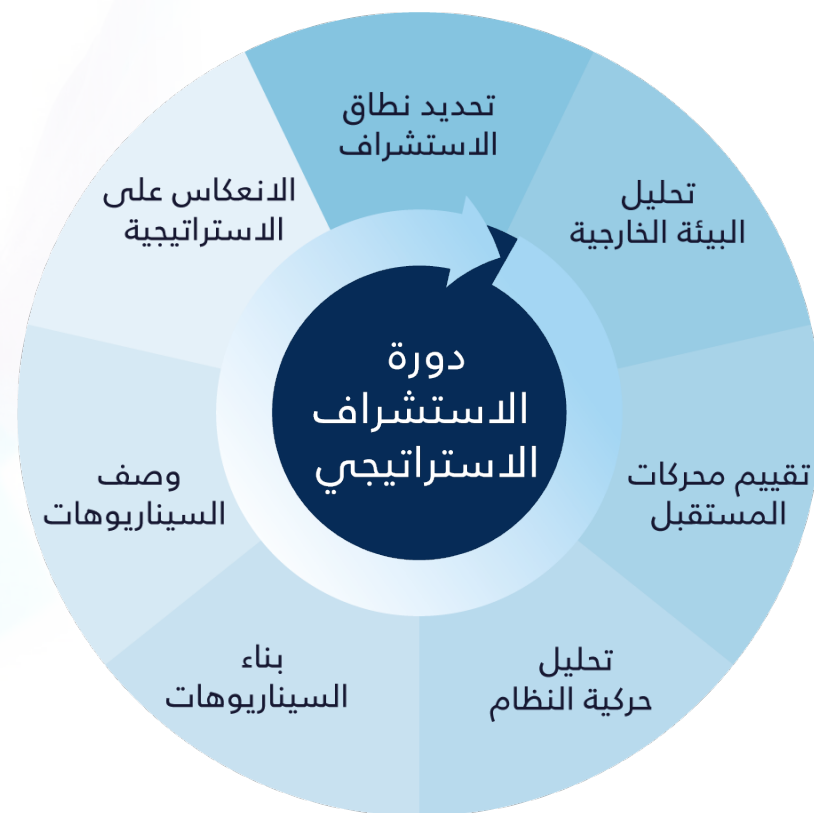 دورة
الاستشراف
الاستراتيجي
تحديد نطاق
الاستشراف
تحليل
البيئة الخارجية
تقييم محركات
المستقبل
تحليل
حركية النظام
بناء
السيناريوهات
وصف
السيناريوهات
الانعكاس على
الاستراتيجية